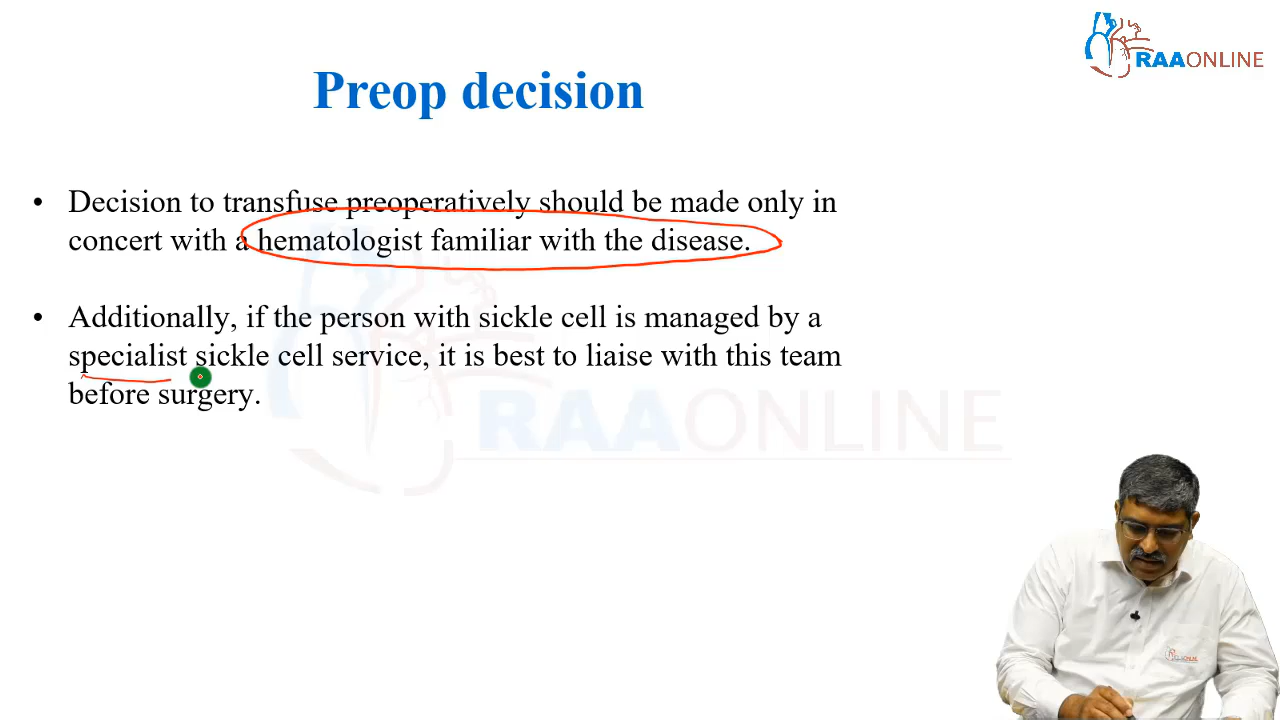 RAAONLINE
Preop decision
• Decision to transfuse preoperatively should be made only in
concert with a hematologist familiar with the disease.
• Additionally, if the person with sickle cell is managed by a
specialist sickle cell service, it is best to liaise with this team
before surgery.
RAAONLINE
RAAONLINE